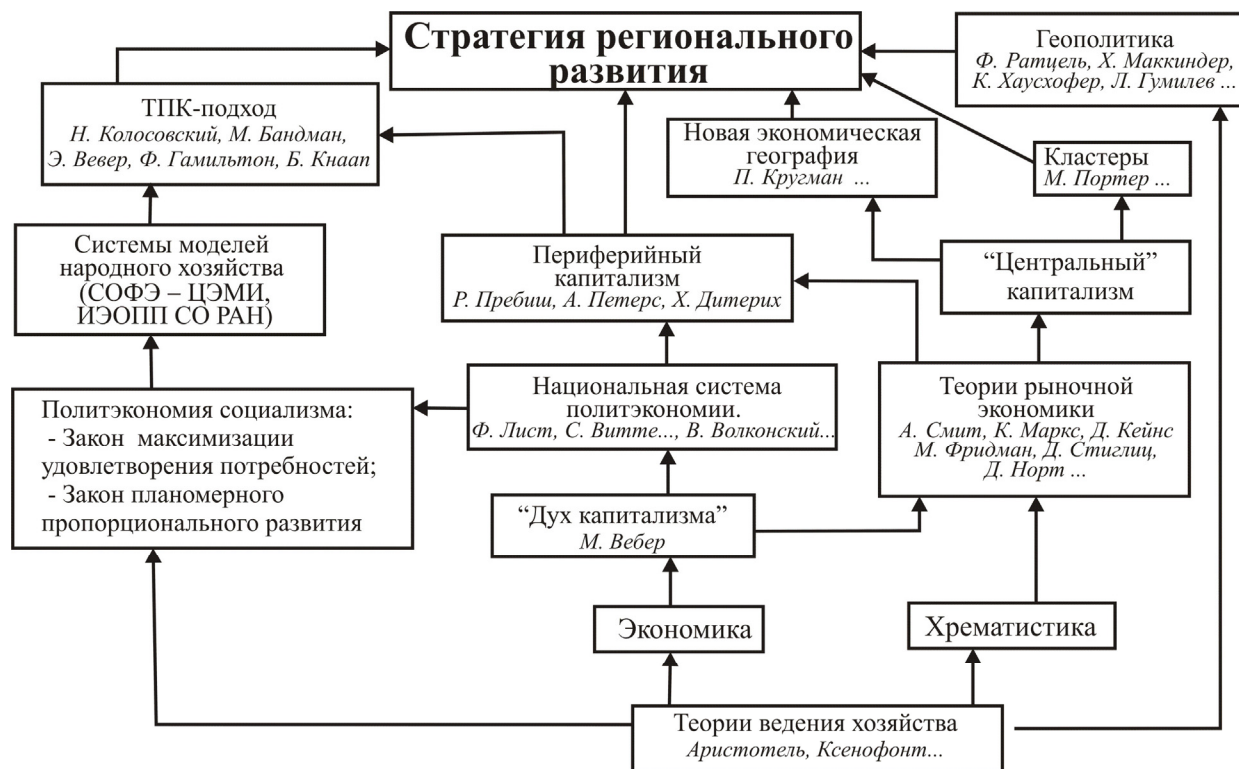 Стратегия регионального
развития
Геополитика
Ф. Ратцель, Х. Маккиндер,
К. Хаусхофер, Л. Гумилев ...
ТПК-подход
Н. Колосовский, М. Бандман,
Э. Вевер, Ф. Гамильтон, Б. Кнаап
Новая экономическая
география
П. Кругман ...
Кластеры
М. Портер ...
Системы моделей
народного хозяйства
(СОФЭ – ЦЭМИ,
ИЭОПП СО РАН)
Периферийный
капитализм
Р. Пребиш, А. Петерс, Х. Дитерих
“Центральный”
капитализм
Политэкономия социализма:
- Закон максимизации
удовлетворения потребностей;
- Закон планомерного
пропорционального развития
Национальная система
политэкономии.
Ф. Лист, С. Витте..., В. Волконский...
Теории рыночной
экономики
А. Смит, К. Маркс, Д. Кейнс
М. Фридман, Д. Стиглиц,
Д. Норт ...
“Дух капитализма”
М. Вебер
Экономика
Хрематистика
Теории ведения хозяйства
Аристотель, Ксенофонт...